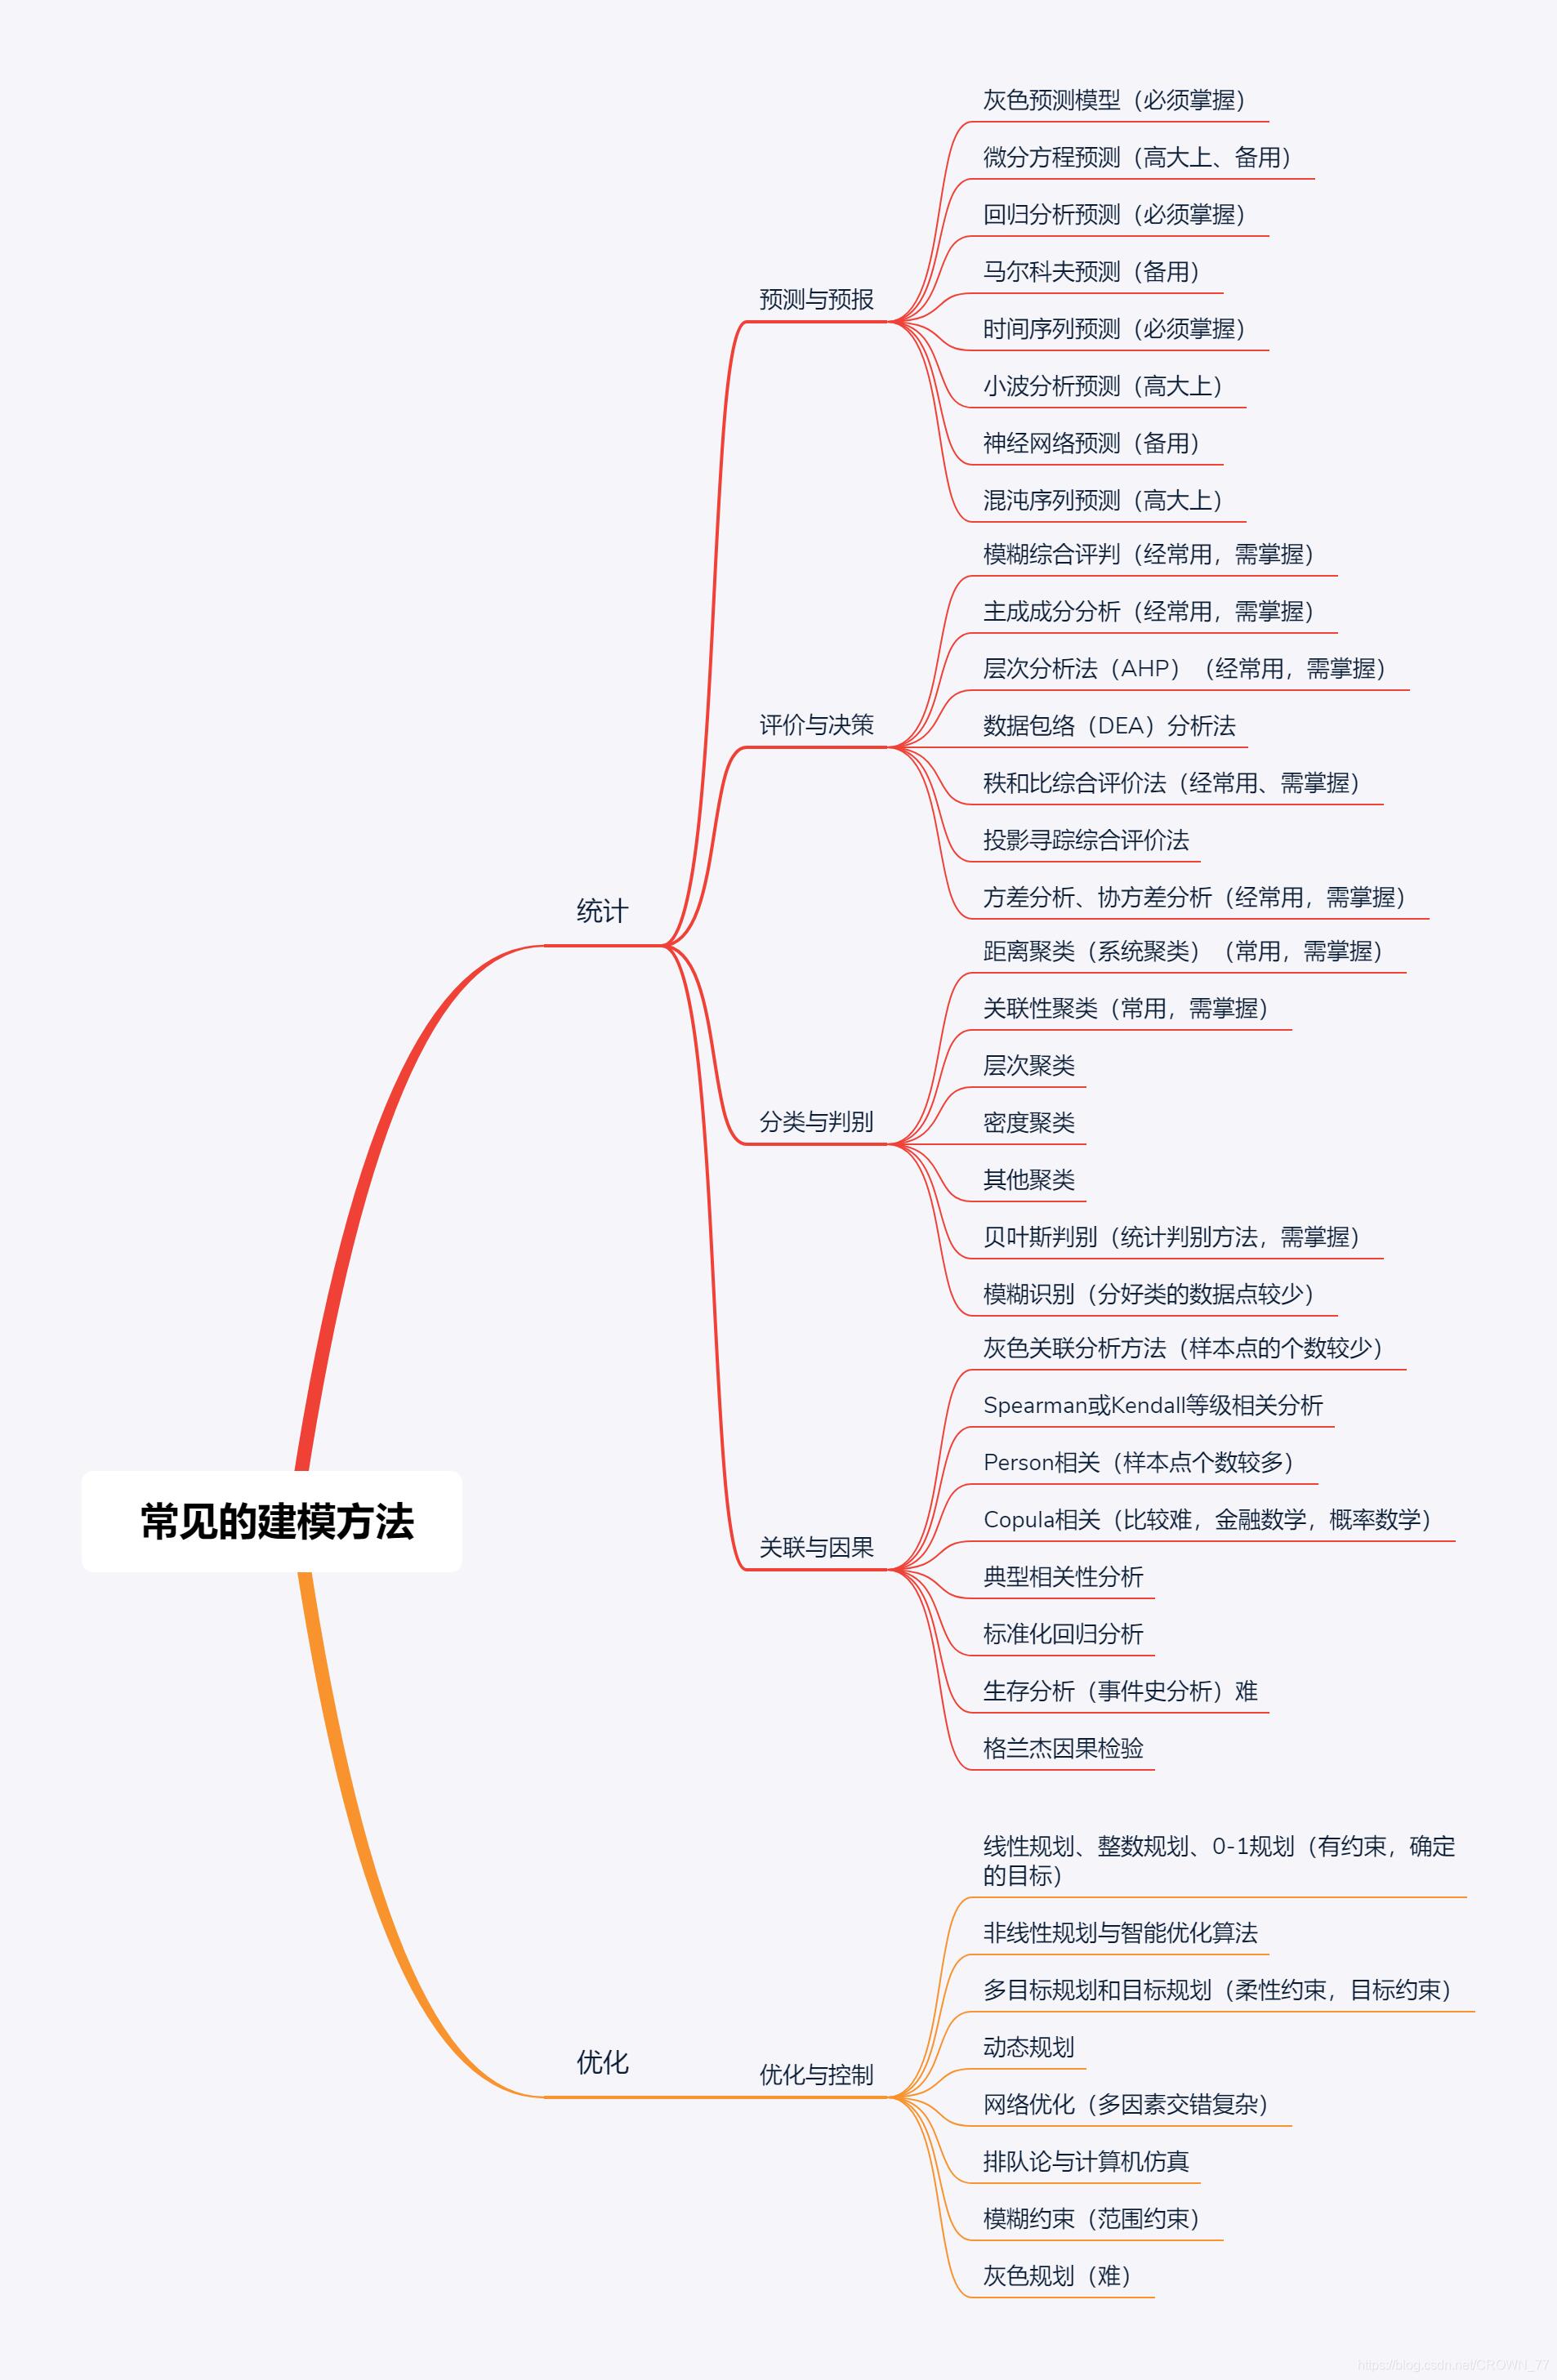 灰色预测模型（必须掌握）
微分方程预测（高大上、备用）
回归分析预测（必须掌握）
马尔科夫预测（备用）
预测与预报
时间序列预测（必须掌握）
小波分析预测（高大上）
神经网络预测（备用）
混沌序列预测（高大上）
模糊综合评判（经常用，需掌握）
主成成分分析（经常用，需掌握）
层次分析法（AHP）（经常用，需掌握）
评价与决策
数据包络（DEA）分析法
秩和比综合评价法（经常用、需掌握）
投影寻踪综合评价法
方差分析、协方差分析（经常用，需掌握）
统计
距离聚类（系统聚类）（常用，需掌握）
关联性聚类（常用，需掌握）
层次聚类
分类与判别
密度聚类
其他聚类
贝叶斯判别（统计判别方法，需掌握）
模糊识别（分好类的数据点较少）
灰色关联分析方法（样本点的个数较少）
Spearman或Kendall等级相关分析
Person相关（样本点个数较多）
Copula相关（比较难，金融数学，概率数学）
常见的建模方法
关联与因果
典型相关性分析
标准化回归分析
生存分析（事件史分析）难
格兰杰因果检验
线性规划、整数规划、0-1规划（有约束，确定
的目标）
非线性规划与智能优化算法
多目标规划和目标规划（柔性约束，目标约束）
动态规划
优化
优化与控制
网络优化（多因素交错复杂）
排队论与计算机仿真
模糊约束（范围约束）
灰色规划（难）
https://blog.csdn.net/CROWN_77